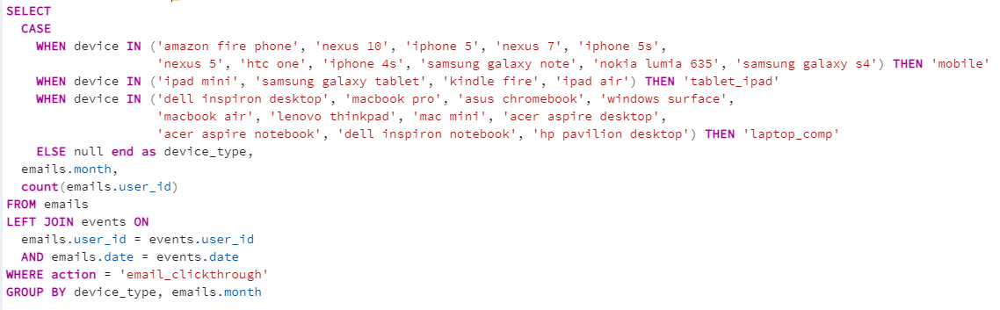 SELECT
CASE
WHEN device IN ('amazon fire phone', 'nexus 10', 'iphone 5', 'nexus 7', 'iphone 5s',
'nexus 5', 'htc one', 'iphone 4s', 'samsung galaxy note', 'nokia lumia 635', 'samsung galaxy s4') THEN 'mobile'
WHEN device IN ('ipad mini', 'samsung galaxy tablet', 'kindle fire', 'ipad air') THEN 'tablet_ipad'
WHEN device IN ('dell inspiron desktop', 'macbook pro', 'asus chromebook', 'windows surface',
'macbook air', 'lenovo thinkpad', 'mac mini', 'acer aspire desktop',
'acer aspire notebook', 'dell inspiron notebook', 'hp pavilion desktop') THEN 'laptop_comp'
ELSE null end as device_type,
emails.month,
count(emails.user_id)
FROM emails
LEFT JOIN events ON
emails.user_id = events.user_id
AND emails.date = events.date
WHERE action = 'email_clickthrough'
GROUP BY device_type, emails.month